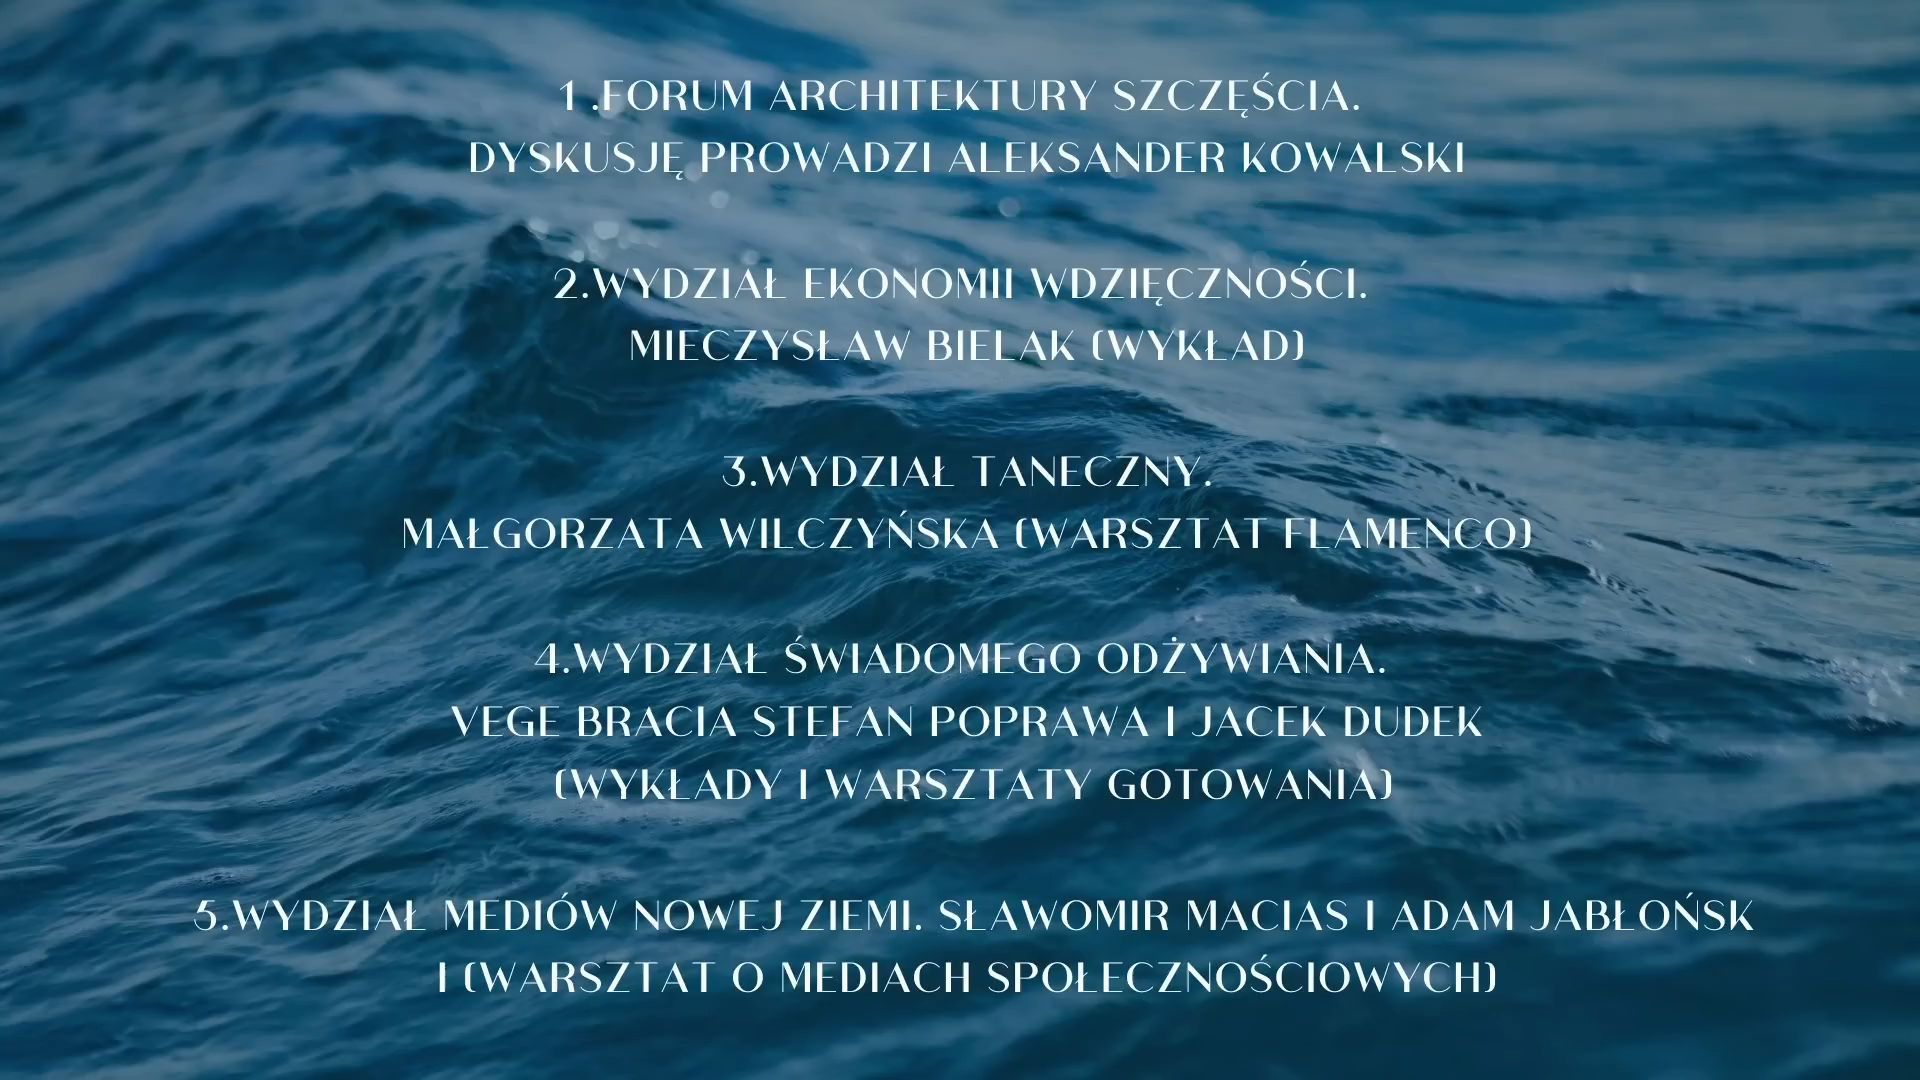 1 .FORUM ARCHITEKTURY SZCZĘŚCIA.
DYSKUSJĘ PROWADZI ALEKSANDER KOWALSKI
2.WYDZIAŁ EKONOMII WDZIĘCZNOŚCI.
MIECZYSŁAW BIELAK (WYKŁAD)
3.WYDZIAŁ TANECZNY.
MAŁGORZATA WILCZYŃSKA (WARSZTAT FLAMENCO)
4.WYDZIAŁ ŚWIADOMEGO ODŻYWIANIA.
VEGE BRACIA STEFAN POPRAWA I JACEK DUDEK
(WYKŁADY I WARSZTATY GOTOWANIA)
5.WYDZIAŁ MEDIÓW NOWEJ ZIEMI. SŁAWOMIR MACIAS I ADAM JABŁOŃSK
I (WARSZTAT O MEDIACH SPOŁECZNOŚCIOWYCH)